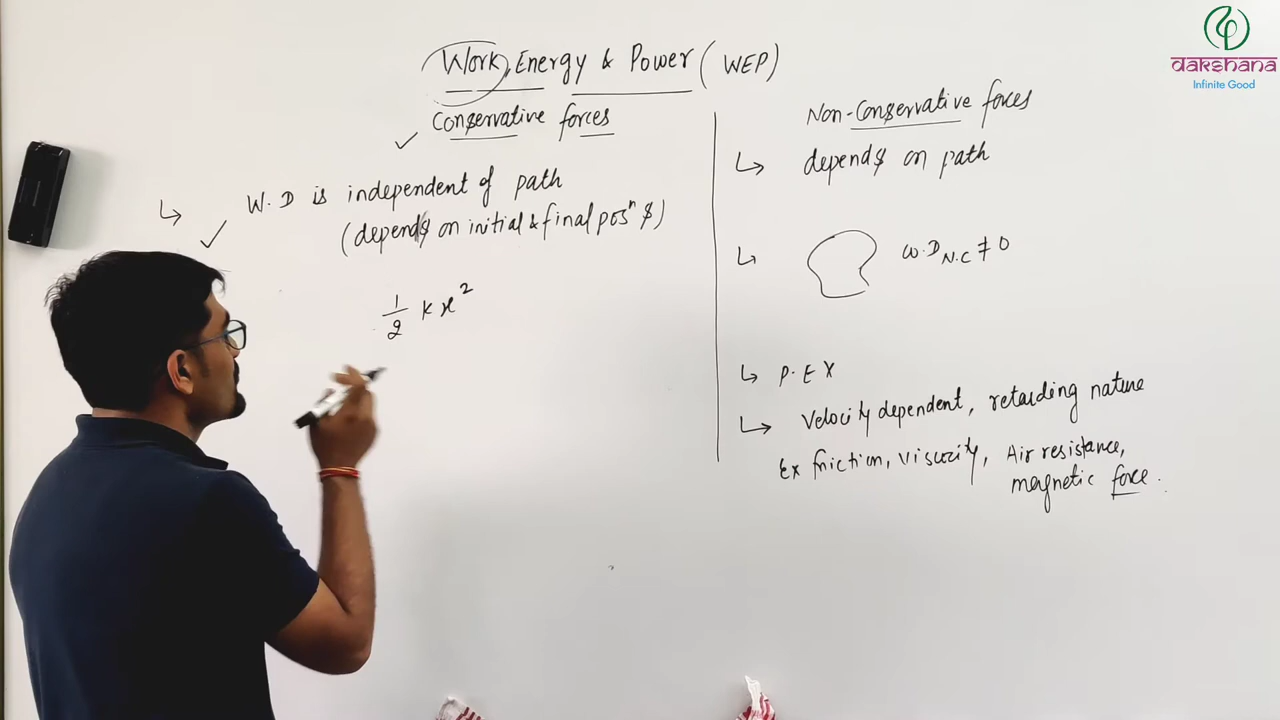 Work, Energy & Power (WEP)
Conservative forces
W.D is independent of path
(depends on initial & final posⁿ s)
1/2 kx²
Non-Conservative forces
depends on path
W.D N.C ≠ 0
P.E X
Velocity dependent, retarding nature
Ex friction, viscosity, Air resistance,
magnetic force.
dakshana
Infinite Good